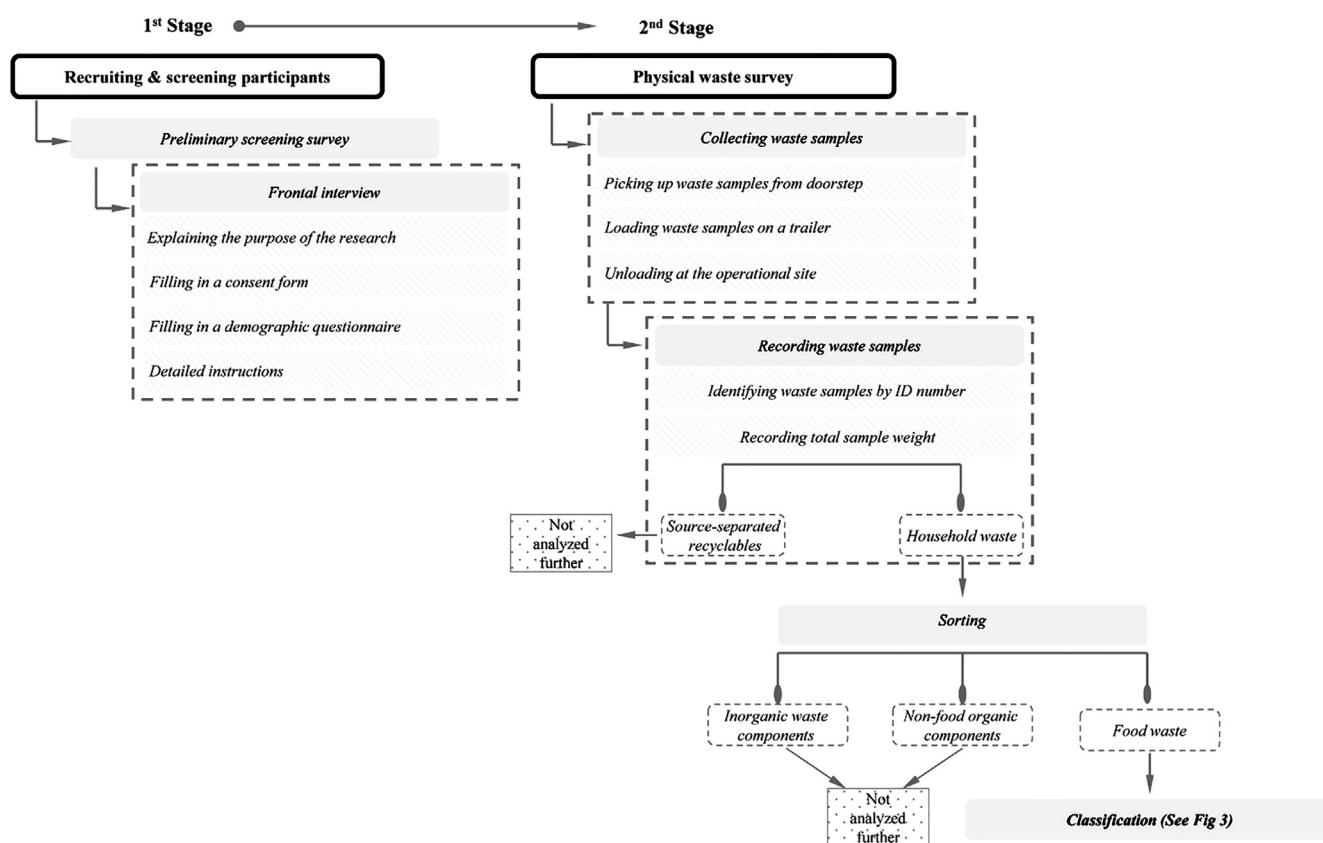 1st Stage
2nd Stage
Recruiting & screening participants
Preliminary screening survey
Frontal interview
Explaining the purpose of the research
Filling in a consent form
Filling in a demographic questionnaire
Detailed instructions
Physical waste survey
Collecting waste samples
Picking up waste samples from doorstep
Loading waste samples on a trailer
Unloading at the operational site
Recording waste samples
Identifying waste samples by ID number
Recording total sample weight
Source-separated
recyclables
Household waste
Not
analyzed
further
Sorting
Inorganic waste
components
Non-food organic
components
Food waste
Not
analyzed
further
Classification (See Fig 3)